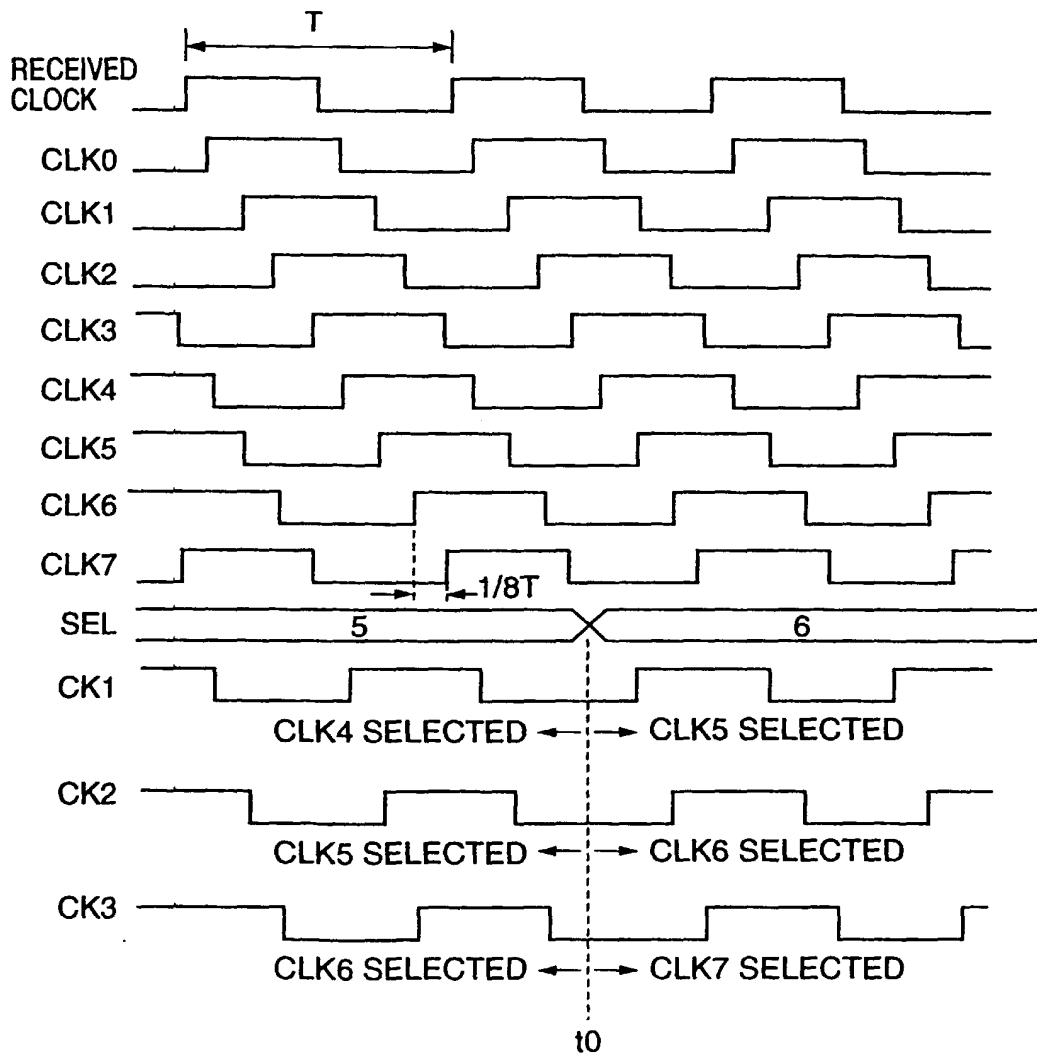 T
RECEIVED
CLOCK
CLK0
CLK1
CLK2
CLK3
CLK4
CLK5
CLK6
CLK7
1/8T
SEL 5 6
CK1
CLK4 SELECTED CLK5 SELECTED
CK2
CLK5 SELECTED CLK6 SELECTED
CK3
CLK6 SELECTED CLK7 SELECTED
t0